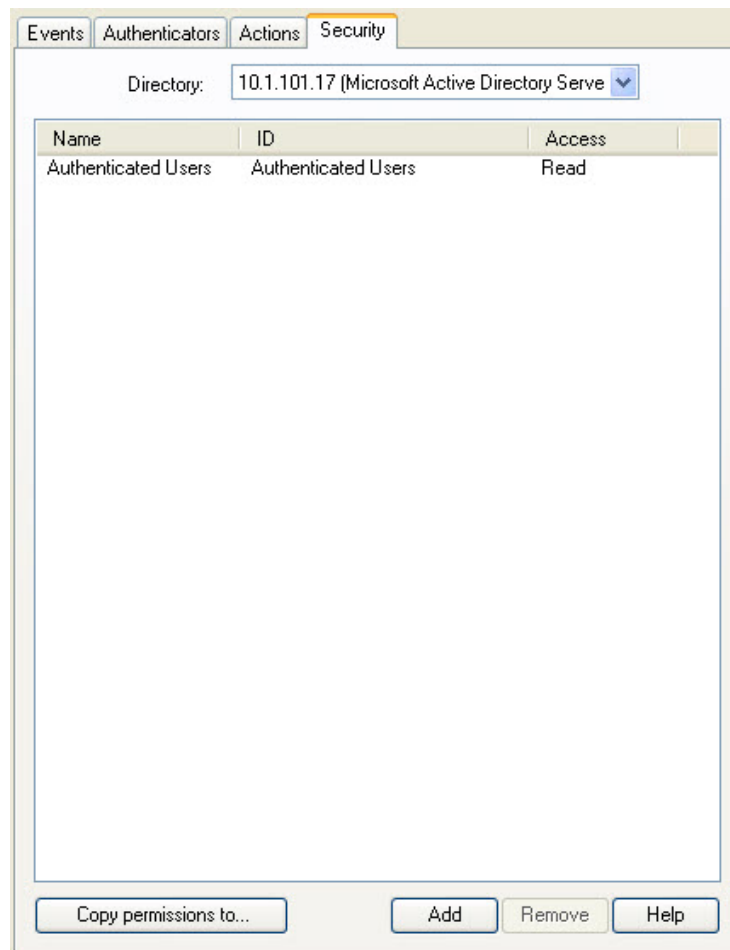 Events Authenticators Actions Security
Directory: 10.1.101.17 (Microsoft Active Directory Serve
Name ID Access
Authenticated Users Authenticated Users Read
Copy permissions to... Add Remove Help